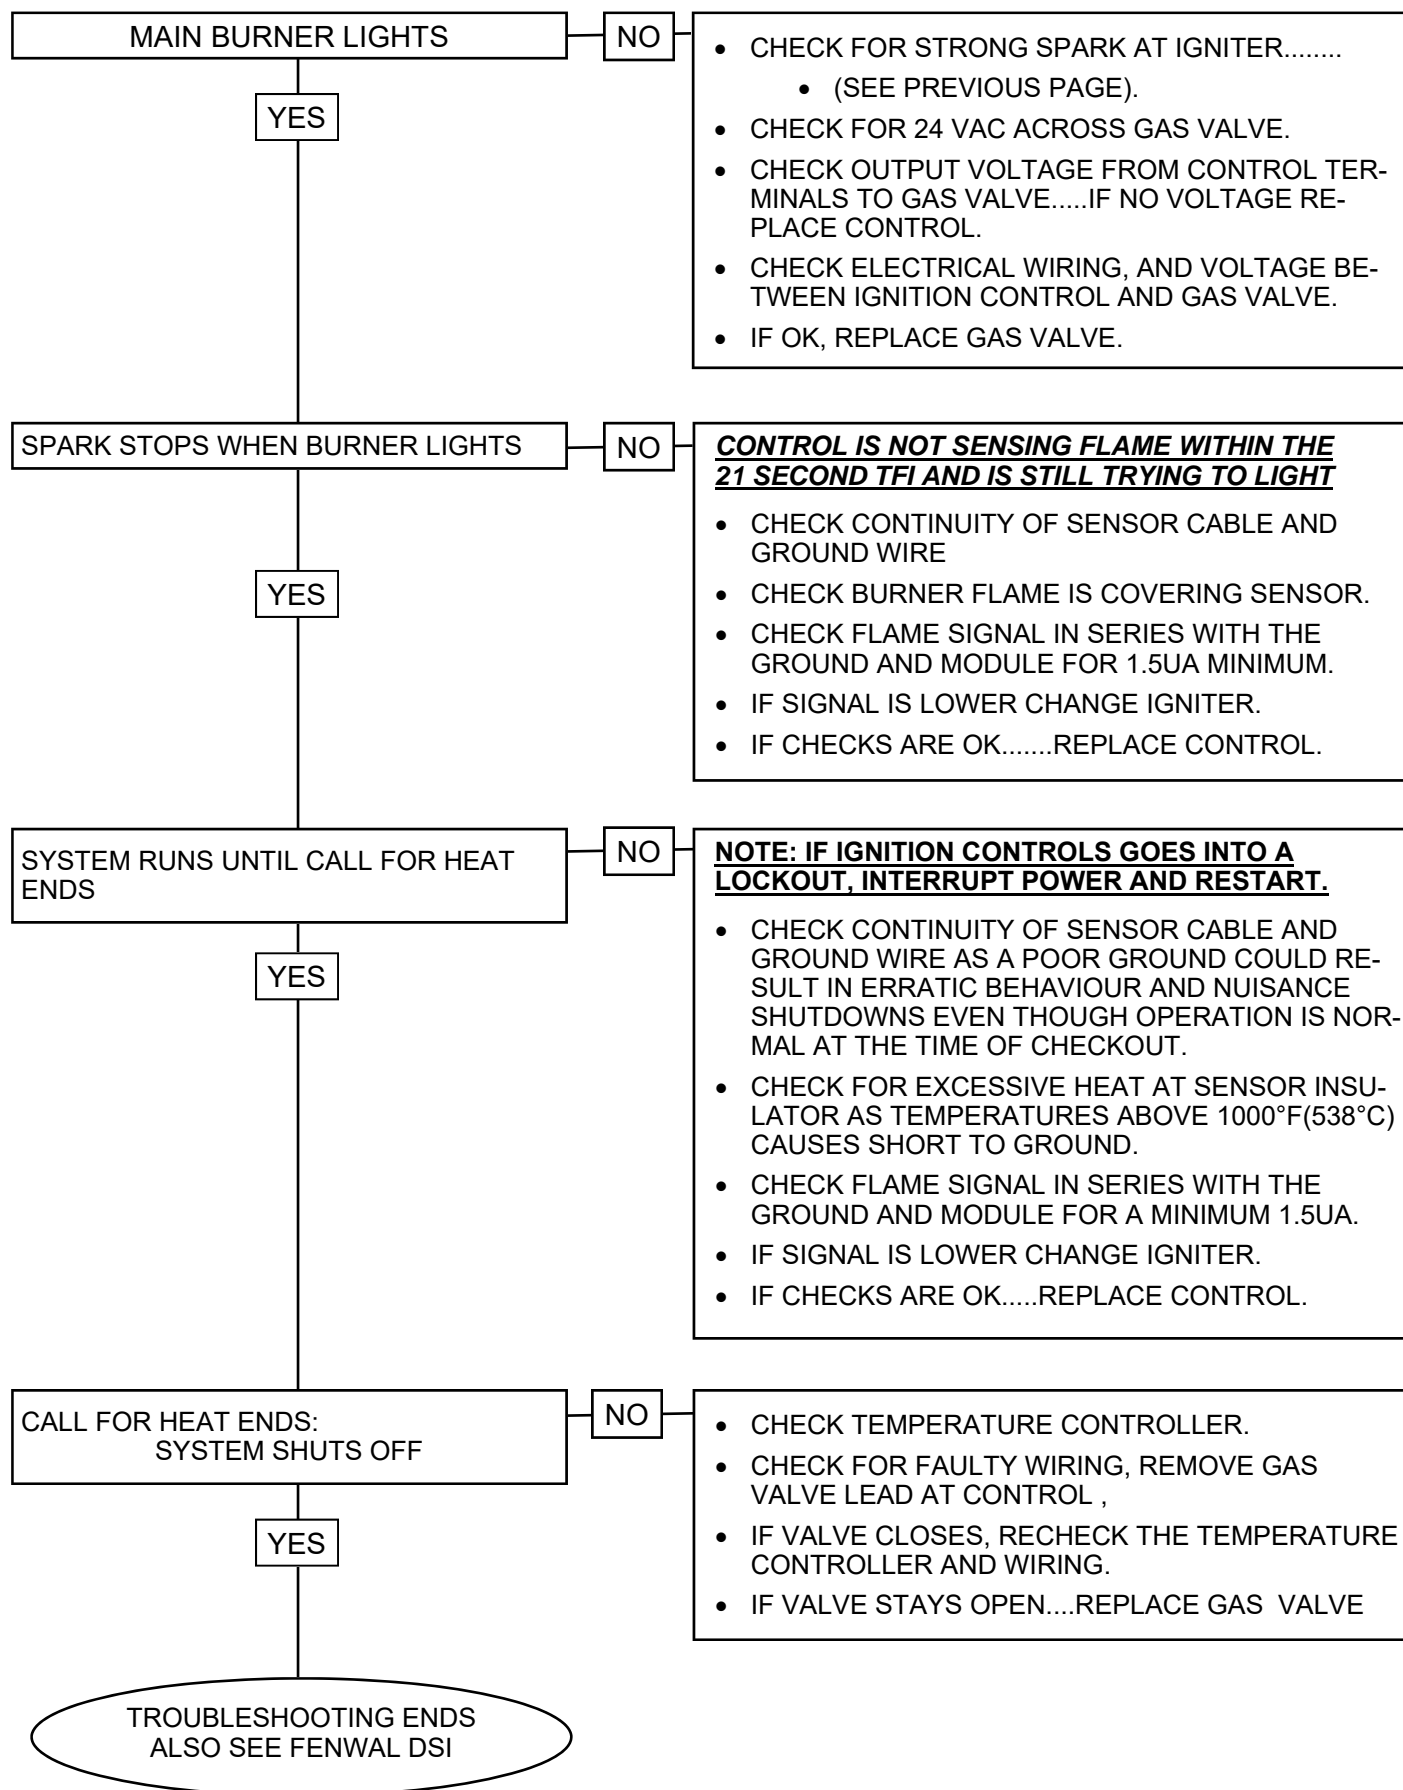 MAIN BURNER LIGHTS
NO
• CHECK FOR STRONG SPARK AT IGNITER........
• (SEE PREVIOUS PAGE).
• CHECK FOR 24 VAC ACROSS GAS VALVE.
• CHECK OUTPUT VOLTAGE FROM CONTROL TER-
MINALS TO GAS VALVE.....IF NO VOLTAGE RE-
PLACE CONTROL.
• CHECK ELECTRICAL WIRING, AND VOLTAGE BE-
TWEEN IGNITION CONTROL AND GAS VALVE.
• IF OK, REPLACE GAS VALVE.
YES
SPARK STOPS WHEN BURNER LIGHTS
NO
CONTROL IS NOT SENSING FLAME WITHIN THE
21 SECOND TFI AND IS STILL TRYING TO LIGHT
• CHECK CONTINUITY OF SENSOR CABLE AND
GROUND WIRE
• CHECK BURNER FLAME IS COVERING SENSOR.
• CHECK FLAME SIGNAL IN SERIES WITH THE
GROUND AND MODULE FOR 1.5UA MINIMUM.
• IF SIGNAL IS LOWER CHANGE IGNITER.
• IF CHECKS ARE OK.......REPLACE CONTROL.
YES
SYSTEM RUNS UNTIL CALL FOR HEAT
ENDS
NO
NOTE: IF IGNITION CONTROLS GOES INTO A
LOCKOUT, INTERRUPT POWER AND RESTART.
• CHECK CONTINUITY OF SENSOR CABLE AND
GROUND WIRE AS A POOR GROUND COULD RE-
SULT IN ERRATIC BEHAVIOUR AND NUISANCE
SHUTDOWNS EVEN THOUGH OPERATION IS NOR-
MAL AT THE TIME OF CHECKOUT.
• CHECK FOR EXCESSIVE HEAT AT SENSOR INSU-
LATOR AS TEMPERATURES ABOVE 1000°F(538°C)
CAUSES SHORT TO GROUND.
• CHECK FLAME SIGNAL IN SERIES WITH THE
GROUND AND MODULE FOR A MINIMUM 1.5UA.
• IF SIGNAL IS LOWER CHANGE IGNITER.
• IF CHECKS ARE OK.....REPLACE CONTROL.
YES
CALL FOR HEAT ENDS:
SYSTEM SHUTS OFF
NO
• CHECK TEMPERATURE CONTROLLER.
• CHECK FOR FAULTY WIRING, REMOVE GAS
VALVE LEAD AT CONTROL ,
• IF VALVE CLOSES, RECHECK THE TEMPERATURE
CONTROLLER AND WIRING.
• IF VALVE STAYS OPEN....REPLACE GAS VALVE
YES
TROUBLESHOOTING ENDS
ALSO SEE FENWAL DSI